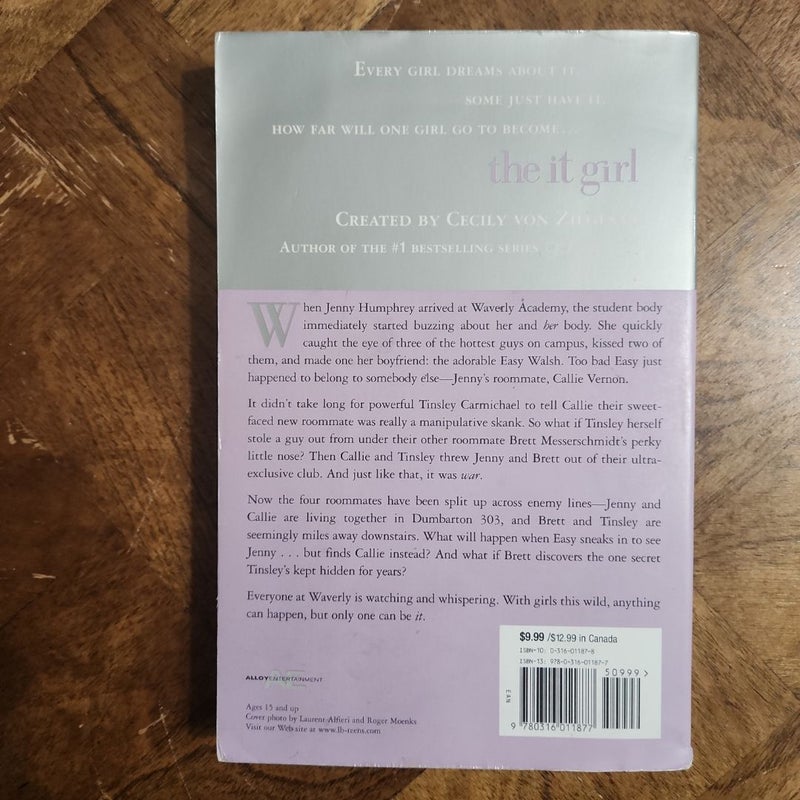 EVERY GIRL DREAMS ABOUT IT.
SOME JUST HAVE IT.
HOW FAR WILL ONE GIRL GO TO BECOME...
the it girl
CREATED BY CECILY VON
AUTHOR OF THE #1 BESTSELLING SERIES
When Jenny Humphrey arrived at Waverly Academy, the student body
immediately started buzzing about her and her body. She quickly
caught the eye of three of the hottest guys on campus, kissed two of
them, and made one her boyfriend: the adorable Easy Walsh. Too bad Easy just
happened to belong to somebody else—Jenny's roommate, Callie Vernon.
It didn't take long for powerful Tinsley Carmichael to tell Callie their sweet-
faced new roommate was really a manipulative skank. So what if Tinsley herself
stole a guy out from under their other roommate Brett Messerschmidt's perky
little nose? Then Callie and Tinsley threw Jenny and Brett out of their ultra-
exclusive club. And just like that, it was war.
Now the four roommates have been split up across enemy lines—Jenny and
Callie are living together in Dumbarton 303, and Brett and Tinsley are
seemingly miles away downstairs. What will happen when Easy sneaks in to see
Jenny . . . but finds Callie instead? And what if Brett discovers the one secret
Tinsley's kept hidden for years?
Everyone at Waverly is watching and whispering. With girls this wild, anything
can happen, but only one can be it.
$9.99 /$12.99 in Canada
ISBN-10: 0-316-01187-8
ISBN-13: 978-0-316-01187-7
50999>
EAN
9 780316 011877
ALLOYENTERTAINMENT
Ages 15 and up
Cover photo by Laurent Alfieri and Roger Moenks
Visit our Web site at www.lb-teens.com